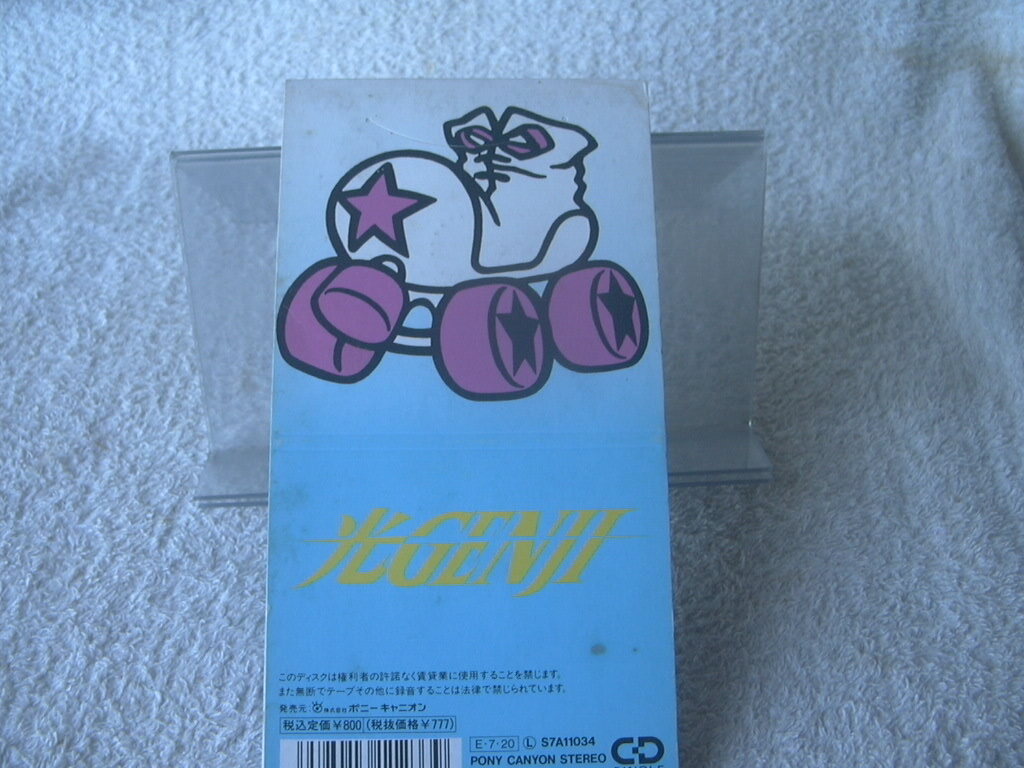 光GENJI
このディスクは権利者の許諾なく賃貸業に使用することを禁じます。
また無断でテープその他に録音することは法律で禁じられています。
発売元:株式会社ポニーキャニオン
税込定価¥800(税抜価格¥777)
E・7・20 Ⓛ S7A11034
PONY CANYON STEREO CD
SINGLE